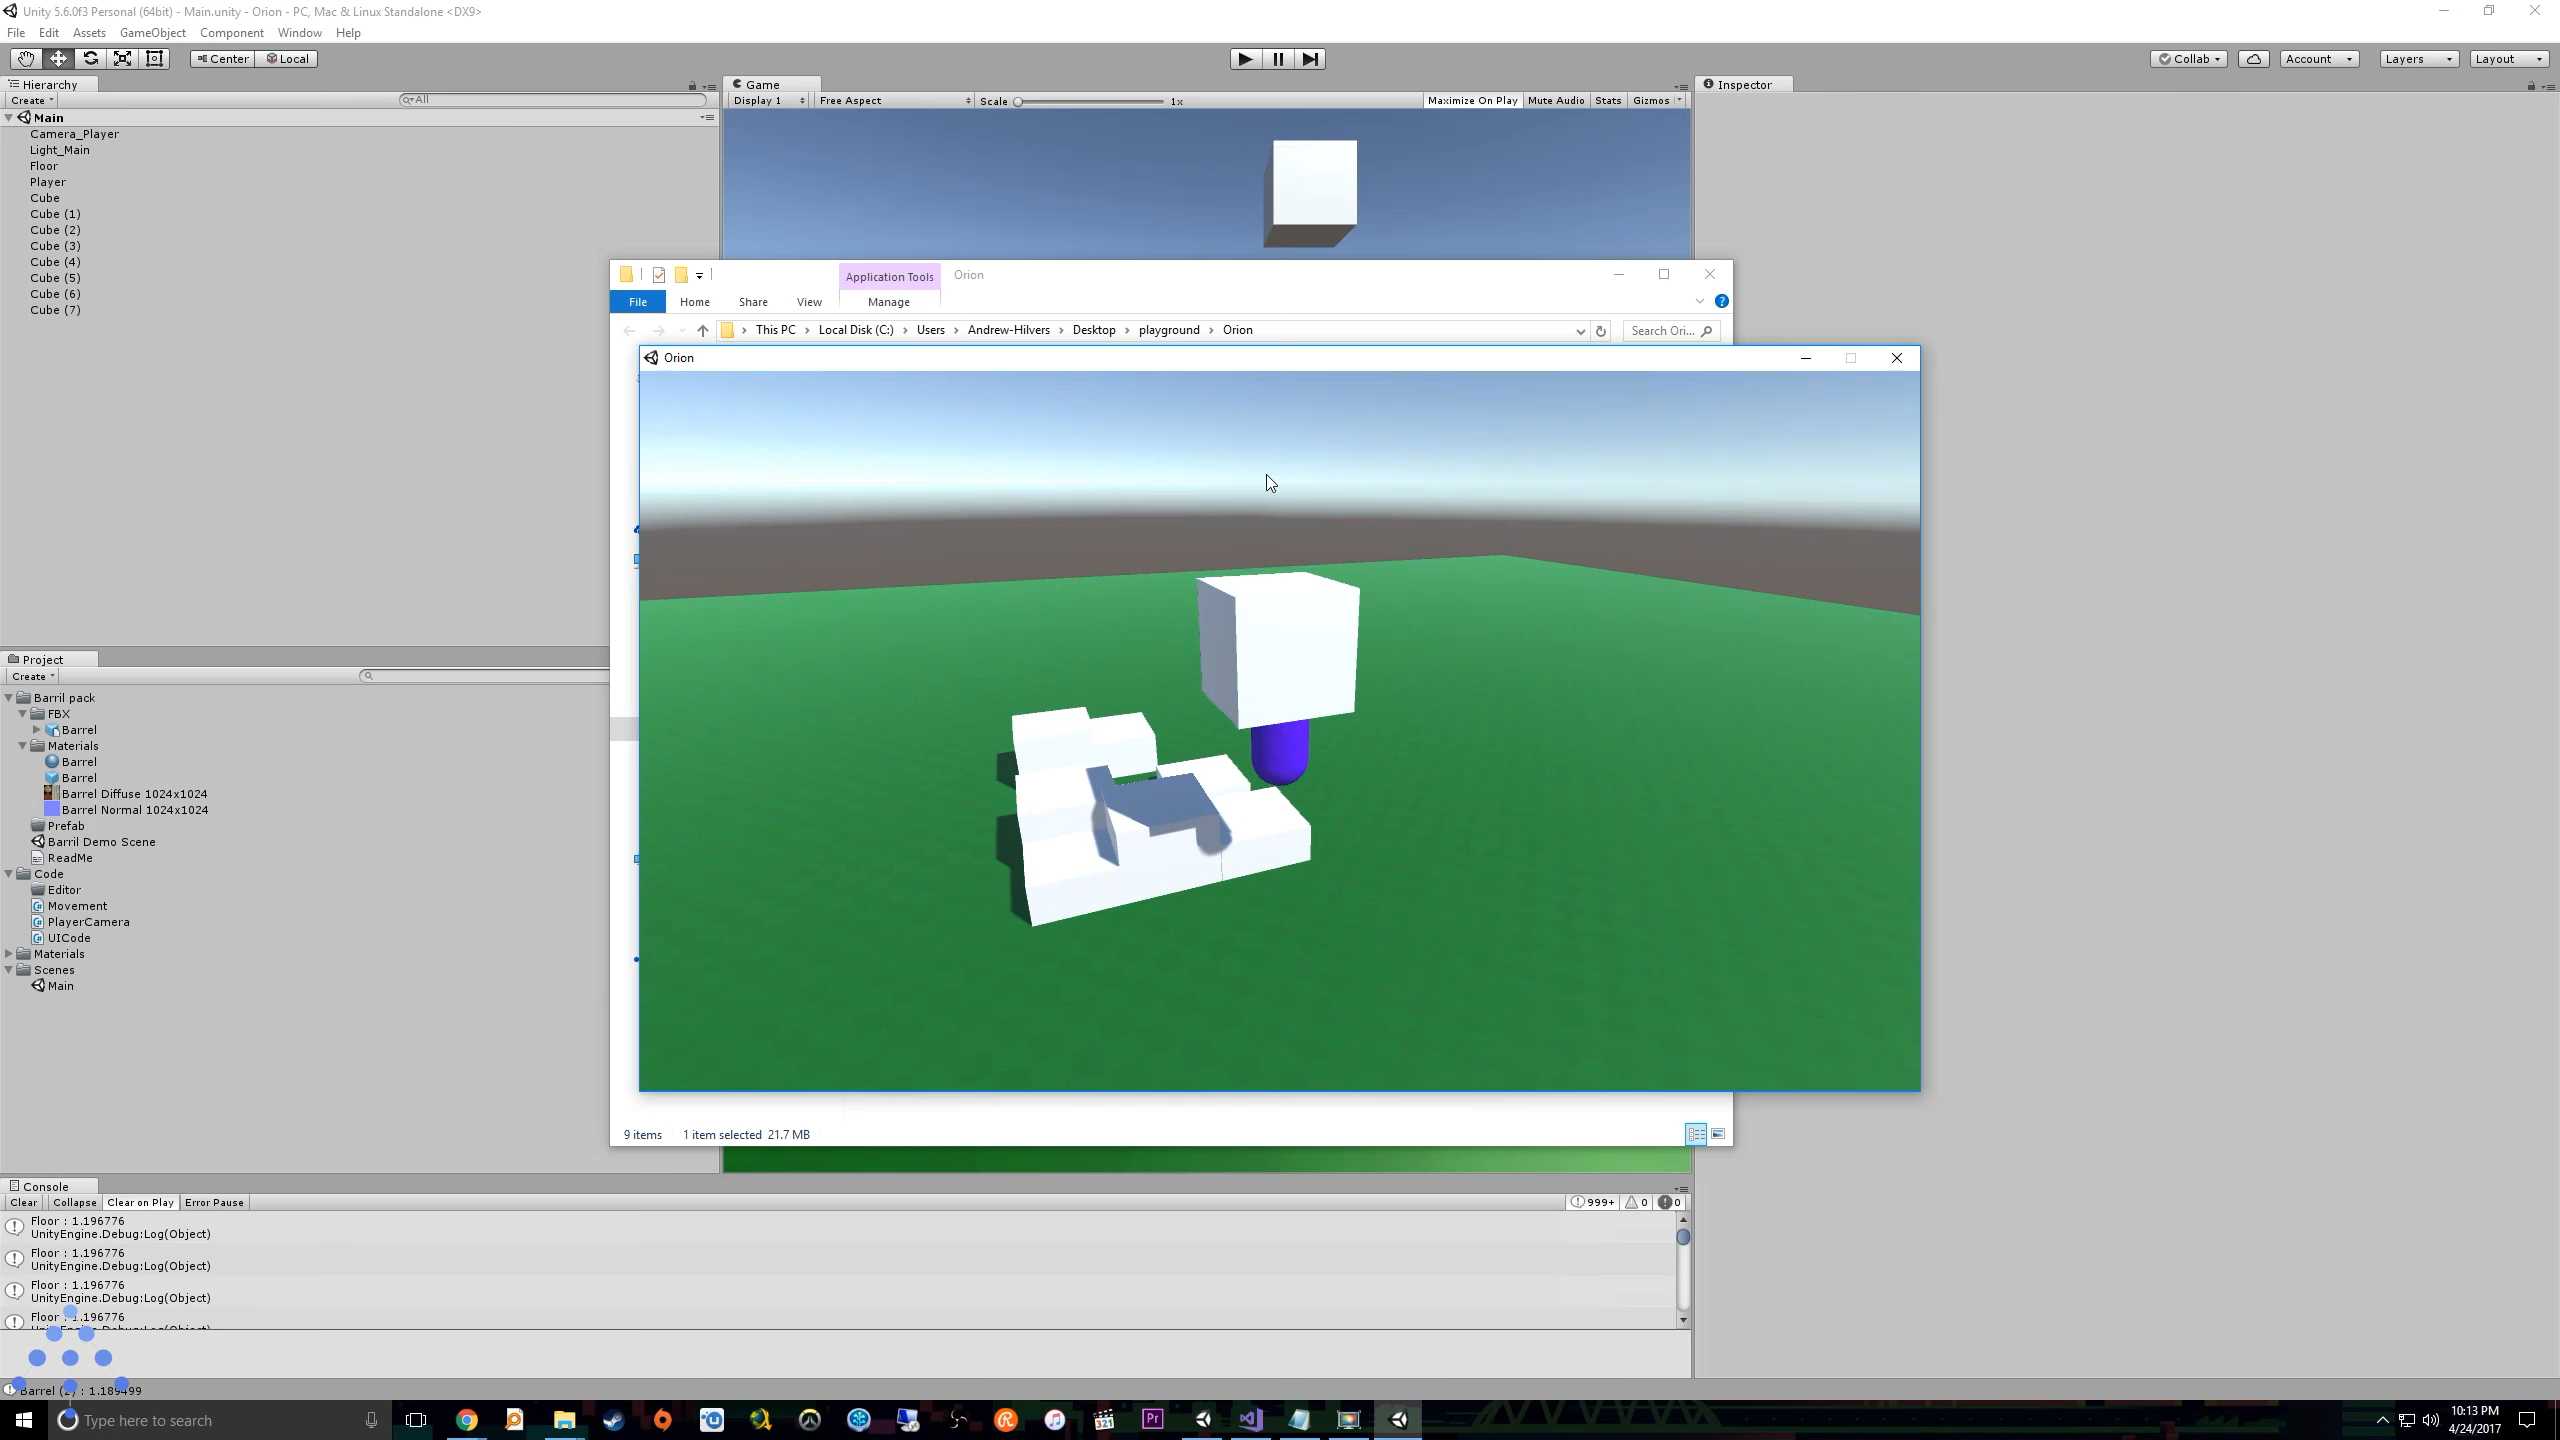 Unity 5.6.0f3 Personal (64bit) - Main.unity - Orion - PC, Mac & Linux Standalone <DX9>
File Edit Assets GameObject Component Window Help
Center Local Collab Account Layers Layout
Hierarchy
Create All
Main
Camera_Player
Light_Main
Floor
Player
Cube
Cube (1)
Cube (2)
Cube (3)
Cube (4)
Cube (5)
Cube (6)
Cube (7)
Game
Display 1 Free Aspect Scale 1x Maximize On Play Mute Audio Stats Gizmos
Inspector
Application Tools Orion
File Home Share View Manage
This PC Local Disk (C:) Users Andrew-Hilvers Desktop playground Orion Search Ori...
Orion
9 items 1 item selected 21.7 MB
Project
Create
Barril pack
FBX
Barrel
Materials
Barrel
Barrel
Barrel Diffuse 1024x1024
Barrel Normal 1024x1024
Prefab
Barril Demo Scene
ReadMe
Code
Editor
Movement
PlayerCamera
UICode
Materials
Scenes
Main
Console
Clear Collapse Clear on Play Error Pause 999+ 0 0
Floor : 1.196776
UnityEngine.Debug:Log(Object)
Floor : 1.196776
UnityEngine.Debug:Log(Object)
Floor : 1.196776
UnityEngine.Debug:Log(Object)
Floor : 1.196776
Barrel (2) : 1.189499
Type here to search
10:13 PM
4/24/2017